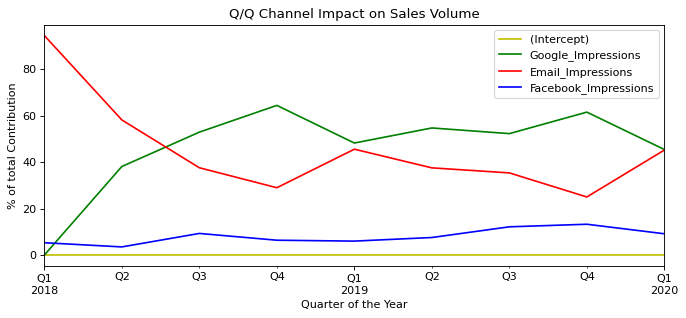 Q/Q Channel Impact on Sales Volume
(Intercept)
Google_Impressions
Email_Impressions
Facebook_Impressions
% of total Contribution
80
60
40
20
0
Q1 Q2 Q3 Q4 Q1 Q2 Q3 Q4 Q1
2018 2019 2020
Quarter of the Year